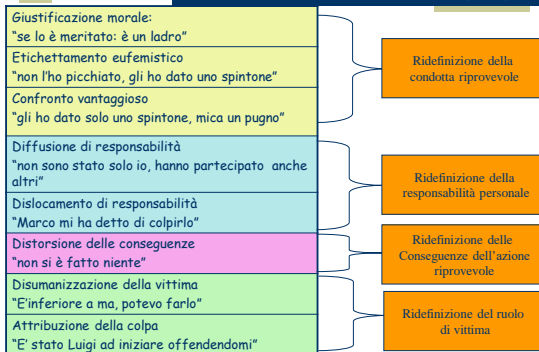 Giustificazione morale:
"se lo è meritato: è un ladro"
Etichettamento eufemistico
"non l'ho picchiato, gli ho dato uno spintone"
Confronto vantaggioso
"gli ho dato solo uno spintone, mica un pugno"
Diffusione di responsabilità
"non sono stato solo io, hanno partecipato anche
altri"
Dislocamento di responsabilità
"Marco mi ha detto di colpirlo"
Distorsione delle conseguenze
"non si è fatto niente"
Disumanizzazione della vittima
"E'inferiore a ma, potevo farlo"
Attribuzione della colpa
"E' stato Luigi ad iniziare offendendomi"
Ridefinizione della
condotta riprovevole
Ridefinizione della
responsabilità personale
Ridefinizione delle
Conseguenze dell'azione
riprovevole
Ridefinizione del ruolo
di vittima